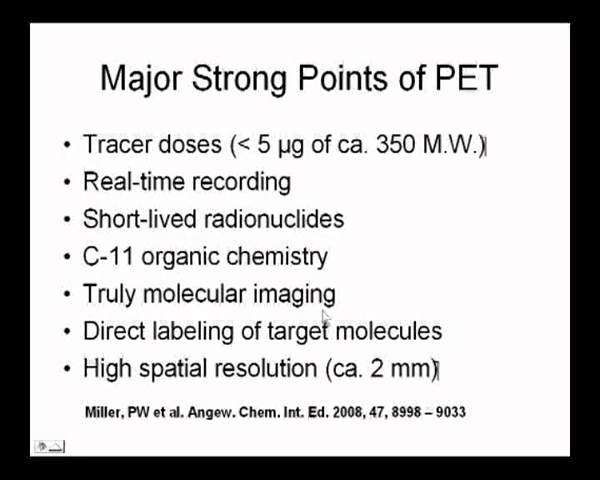 Major Strong Points of PET
• Tracer doses (< 5 µg of ca. 350 M.W.)
• Real-time recording
• Short-lived radionuclides
• C-11 organic chemistry
• Truly molecular imaging
• Direct labeling of target molecules
• High spatial resolution (ca. 2 mm)
Miller, PW et al. Angew. Chem. Int. Ed. 2008, 47, 8998 – 9033